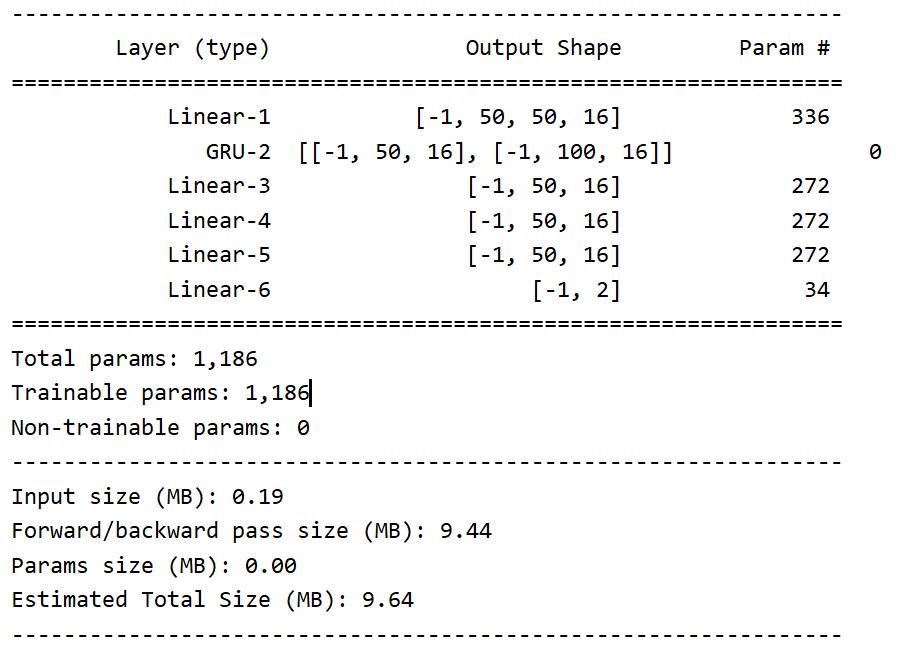 ----------------------------------------------------------------
Layer (type) Output Shape Param #
================================================================
Linear-1 [-1, 50, 50, 16] 336
GRU-2 [[-1, 50, 16], [-1, 100, 16]] 0
Linear-3 [-1, 50, 16] 272
Linear-4 [-1, 50, 16] 272
Linear-5 [-1, 50, 16] 272
Linear-6 [-1, 2] 34
================================================================
Total params: 1,186
Trainable params: 1,186
Non-trainable params: 0
----------------------------------------------------------------
Input size (MB): 0.19
Forward/backward pass size (MB): 9.44
Params size (MB): 0.00
Estimated Total Size (MB): 9.64
----------------------------------------------------------------